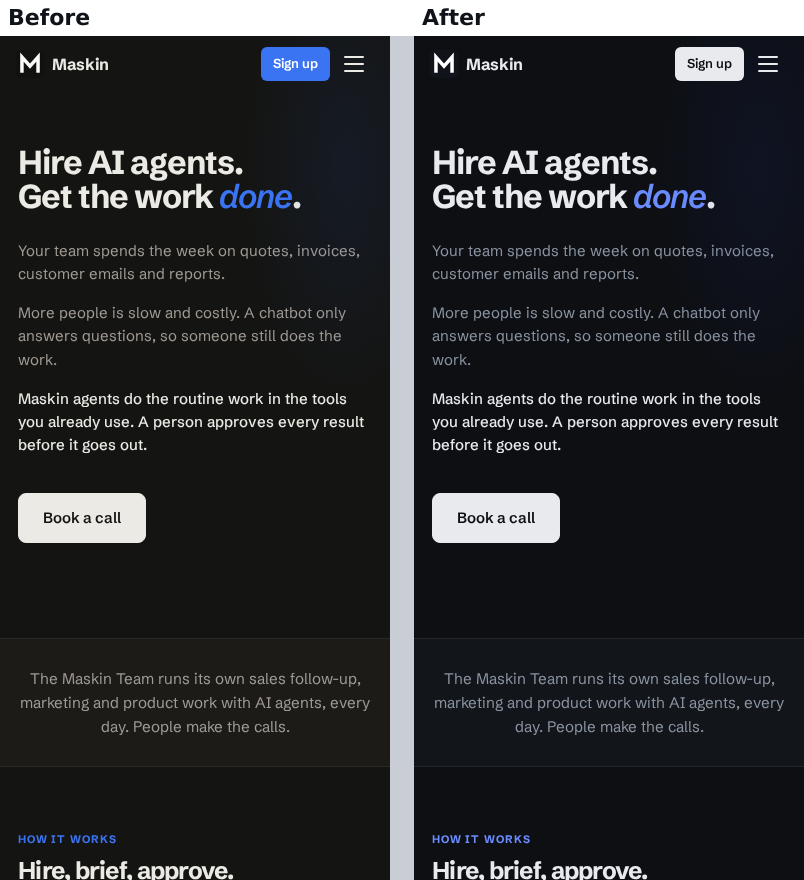 Before
Maskin
Sign up
Hire AI agents.
Get the work done.
Your team spends the week on quotes, invoices,
customer emails and reports.
More people is slow and costly. A chatbot only
answers questions, so someone still does the
work.
Maskin agents do the routine work in the tools
you already use. A person approves every result
before it goes out.
Book a call
The Maskin Team runs its own sales follow-up,
marketing and product work with AI agents, every
day. People make the calls.
HOW IT WORKS
Hire, brief, approve.
After
Maskin
Sign up
Hire AI agents.
Get the work done.
Your team spends the week on quotes, invoices,
customer emails and reports.
More people is slow and costly. A chatbot only
answers questions, so someone still does the
work.
Maskin agents do the routine work in the tools
you already use. A person approves every result
before it goes out.
Book a call
The Maskin Team runs its own sales follow-up,
marketing and product work with AI agents, every
day. People make the calls.
HOW IT WORKS
Hire, brief, approve.